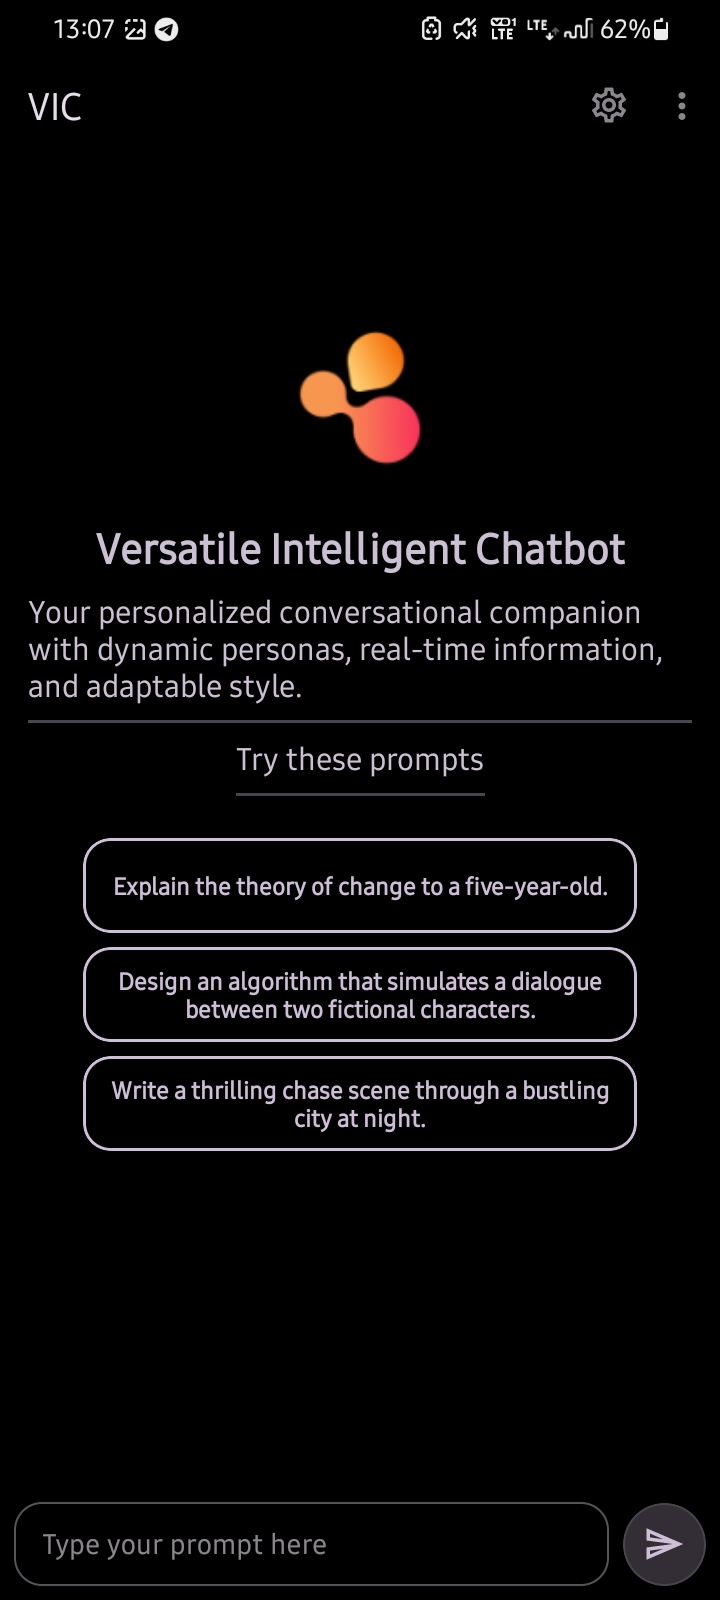 13:07
LTE
LTE
62%
VIC
Versatile Intelligent Chatbot
Your personalized conversational companion
with dynamic personas, real-time information,
and adaptable style.
Try these prompts
Explain the theory of change to a five-year-old.
Design an algorithm that simulates a dialogue
between two fictional characters.
Write a thrilling chase scene through a bustling
city at night.
Type your prompt here